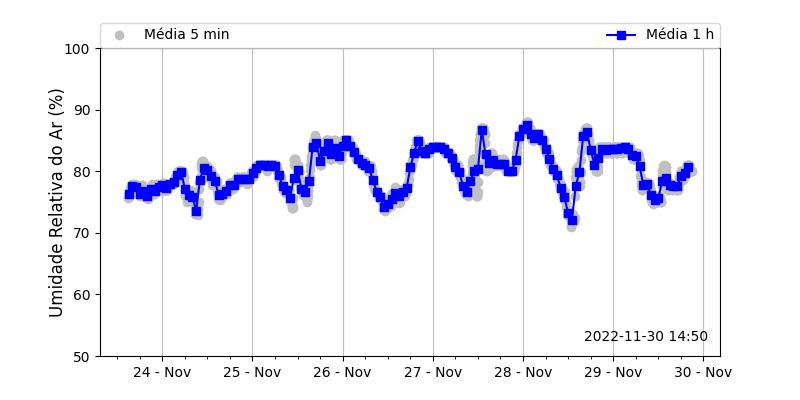 Média 5 min
Média 1 h
Umidade Relativa do Ar (%)
100
90
80
70
60
50
2022-11-30 14:50
24 - Nov
25 - Nov
26 - Nov
27 - Nov
28 - Nov
29 - Nov
30 - Nov